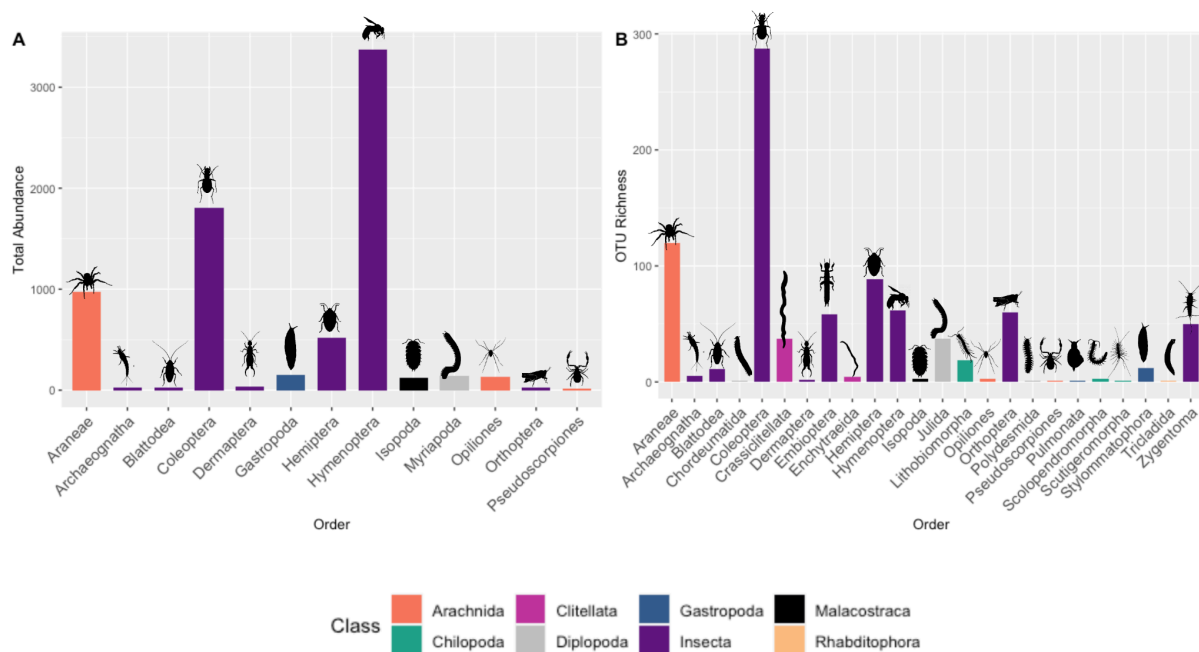 A
Total Abundance
3000
2000
1000
0
Araneae
Archaeognatha
Blattodea
Coleoptera
Dermaptera
Gastropoda
Hemiptera
Hymenoptera
Isopoda
Myriapoda
Opiliones
Orthoptera
Pseudoscorpiones
Order
B
OTU Richness
300
200
100
0
Araneae
Archaeognatha
Blattodea
Chordeumatida
Coleoptera
Crassiclitellata
Dermaptera
Embioptera
Enchytraeida
Hemiptera
Hymenoptera
Isopoda
Julida
Lithobiomorpha
Opiliones
Orthoptera
Polydesmida
Pseudoscorpiones
Pulmonata
Scolopendromorpha
Scutigeromorpha
Stylommatophora
Tricladida
Zygentoma
Order
Class
Arachnida
Clitellata
Gastropoda
Malacostraca
Chilopoda
Diplopoda
Insecta
Rhabditophora